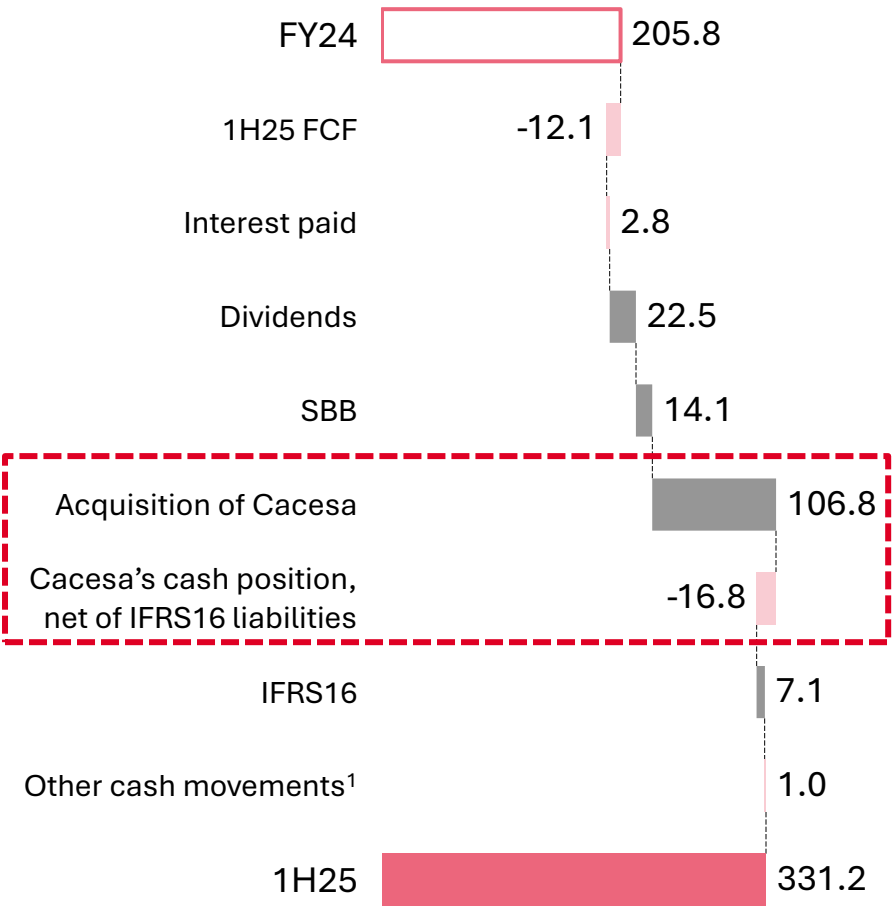 FY24 205.8
1H25 FCF -12.1
Interest paid 2.8
Dividends 22.5
SBB 14.1
Acquisition of Cacesa 106.8
Cacesa’s cash position,
net of IFRS16 liabilities -16.8
IFRS16 7.1
Other cash movements¹ 1.0
1H25 331.2